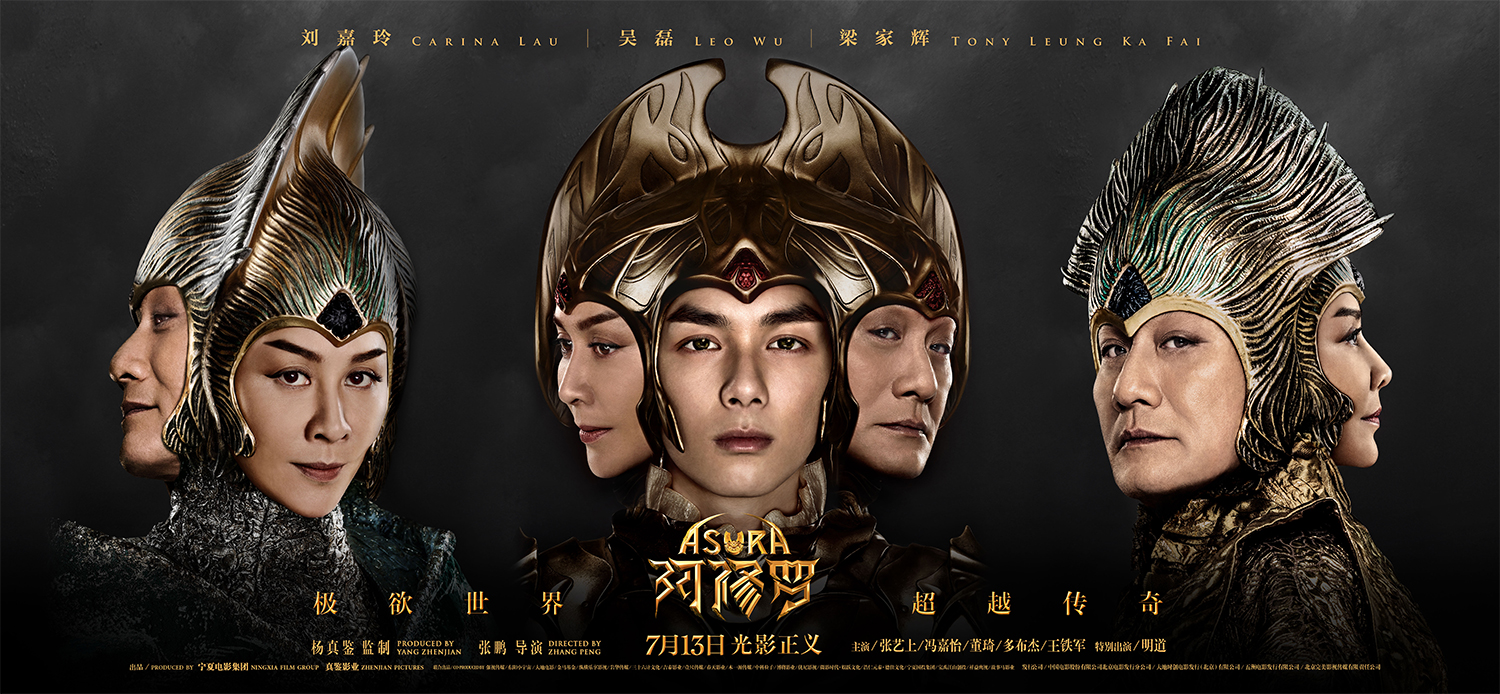 刘嘉玲 CARINA LAU | 吴磊 LEO WU | 梁家辉 TONY LEUNG KA FAI
ASURA
阿修罗
极欲世界 超越传奇
杨真鉴 监制 PRODUCED BY YANG ZHENJIAN 张鹏 导演 DIRECTED BY ZHANG PENG 7月13日 光影正义 主演/张艺上/冯嘉怡/董琦/多布杰/王铁军 特别出演/明道
出品/PRODUCED BY 宁夏电影集团 NINGXIA FILM GROUP 真鉴影业 ZHENJIAN PICTURES